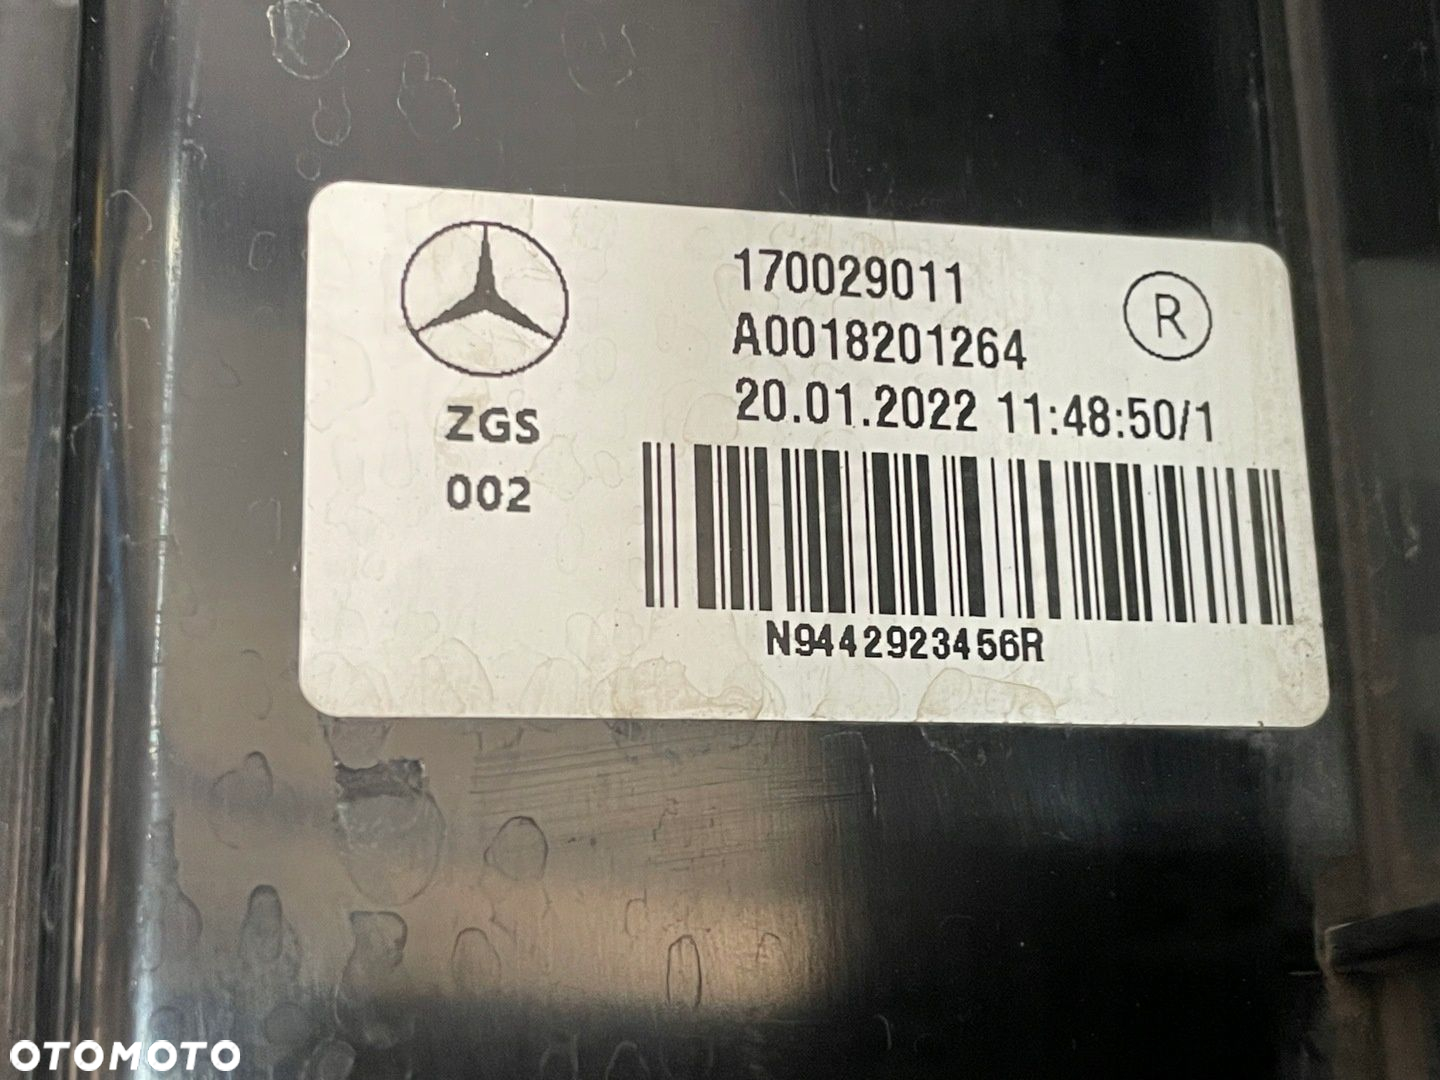 170029011
R
A0018201264
20.01.2022 11:48:50/1
ZGS
002
N9442923456R
OTOMOTO